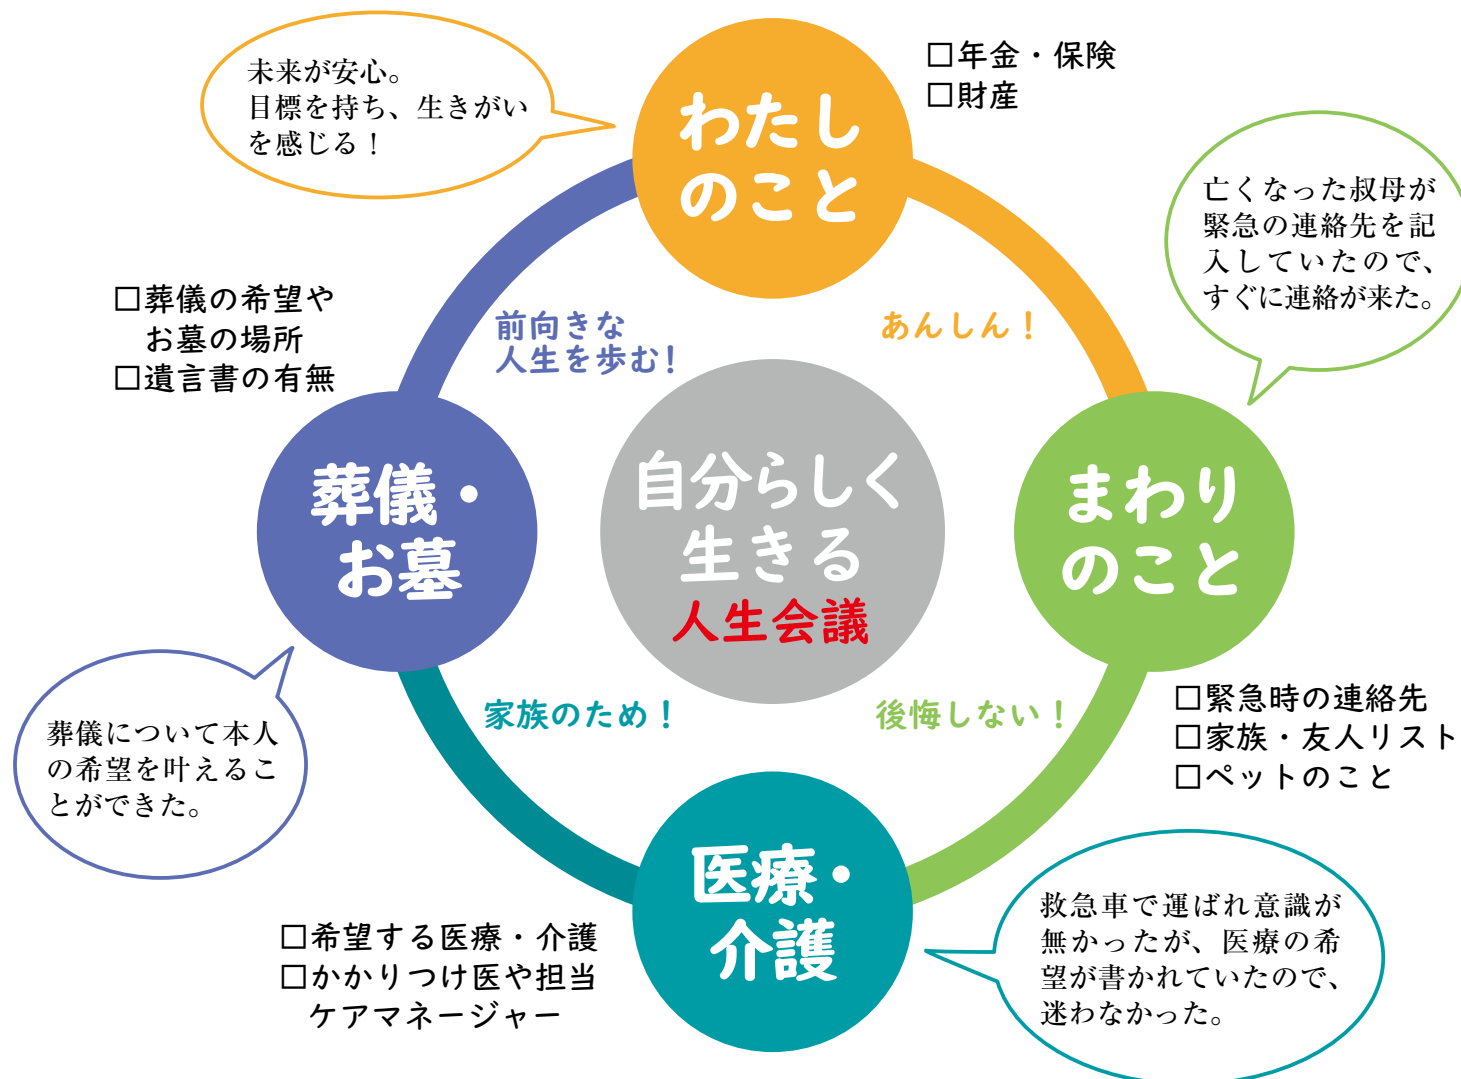 未来が安心。
目標を持ち、生きがい
を感じる！
わたし
のこと
□年金・保険
□財産
亡くなった叔母が
緊急の連絡先を記
入していたので、
すぐに連絡が来た。
□葬儀の希望や
お墓の場所
□遺言書の有無
前向きな
人生を歩む！
あんしん！
葬儀・
お墓
自分らしく
生きる
人生会議
まわり
のこと
家族のため！
後悔しない！
□緊急時の連絡先
□家族・友人リスト
□ペットのこと
葬儀について本人
の希望を叶えるこ
とができた。
医療・
介護
□希望する医療・介護
□かかりつけ医や担当
ケアマネージャー
救急車で運ばれ意識が
無かったが、医療の希
望が書かれていたので、
迷わなかった。